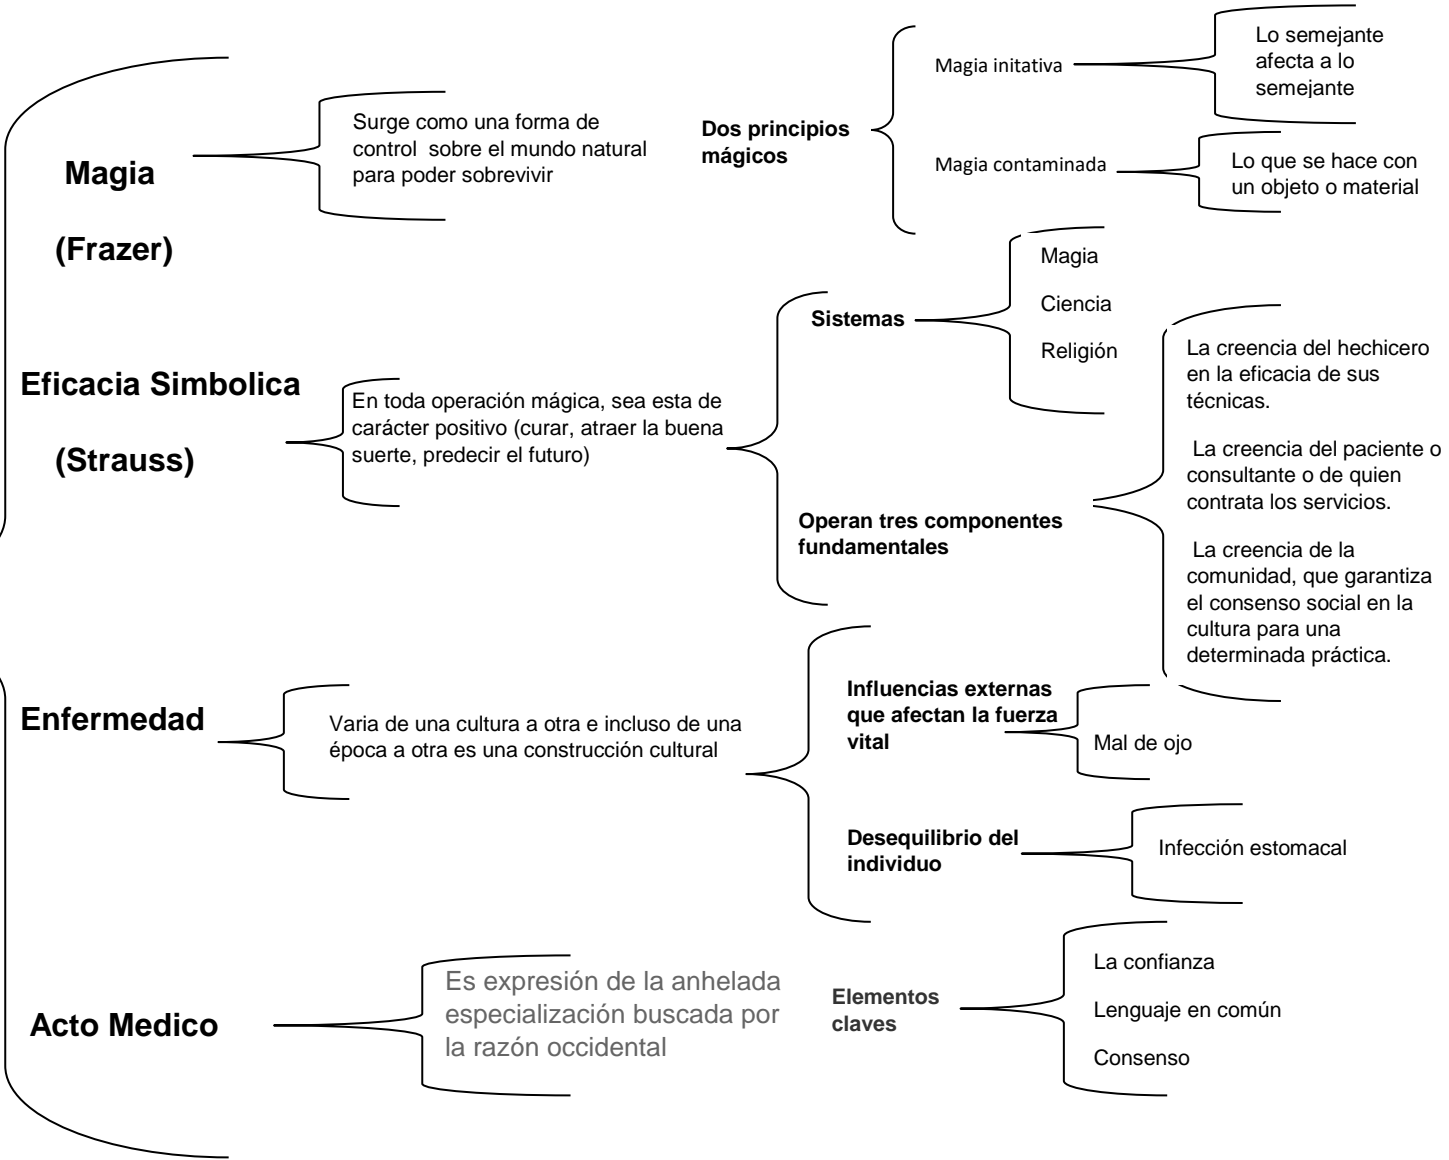 Magia
(Frazer)
Surge como una forma de
control sobre el mundo natural
para poder sobrevivir
Dos principios
mágicos
Magia initativa
Lo semejante
afecta a lo
semejante
Magia contaminada
Lo que se hace con
un objeto o material
Eficacia Simbolica
(Strauss)
En toda operación mágica, sea esta de
carácter positivo (curar, atraer la buena
suerte, predecir el futuro)
Sistemas
Magia
Ciencia
Religión
Operan tres componentes
fundamentales
La creencia del hechicero
en la eficacia de sus
técnicas.
La creencia del paciente o
consultante o de quien
contrata los servicios.
La creencia de la
comunidad, que garantiza
el consenso social en la
cultura para una
determinada práctica.
Enfermedad
Varia de una cultura a otra e incluso de una
época a otra es una construcción cultural
Influencias externas
que afectan la fuerza
vital
Mal de ojo
Desequilibrio del
individuo
Infección estomacal
Acto Medico
Es expresión de la anhelada
especialización buscada por
la razón occidental
Elementos
claves
La confianza
Lenguaje en común
Consenso